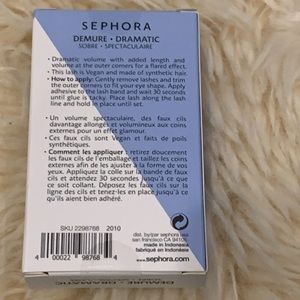 SEPHORA
DEMURE • DRAMATIC
SOBRE • SPECTACULAIRE
• Dramatic volume with added length and
volume at the outer corners for a flared effect.
• This lash is Vegan and made of synthetic hair.
• How to apply: Gently remove lashes and trim
the outer corners to fit your eye shape. Apply
adhesive to the lash band and wait 30 seconds
until glue is tacky. Place lash along the lash
line and hold in place until set.
• Un volume spectaculaire, des faux cils
davantage allongés et volumineux aux coins
externes pour un effet glamour.
• Ces faux cils sont Vegan et faits de poils
synthétiques.
• Comment les appliquer : retirez doucement
les faux cils de l'emballage et taillez les coins
externes afin de les ajuster à la forme de vos
yeux. Appliquez la colle sur la bande de faux
cils et attendez 30 secondes jusqu'à ce que
ce soit collant. Déposez les faux cils sur la
ligne des cils et tenez-les en place jusqu'à ce
qu'ils aient bien adhéré.
SKU 2298768 2010
4 00022 98768 4
dist. by/par sephora usa
san francisco CA 94105
made in Indonesia
fabriqué en Indonésie
www.sephora.com
DEMURE • DRAMATIC